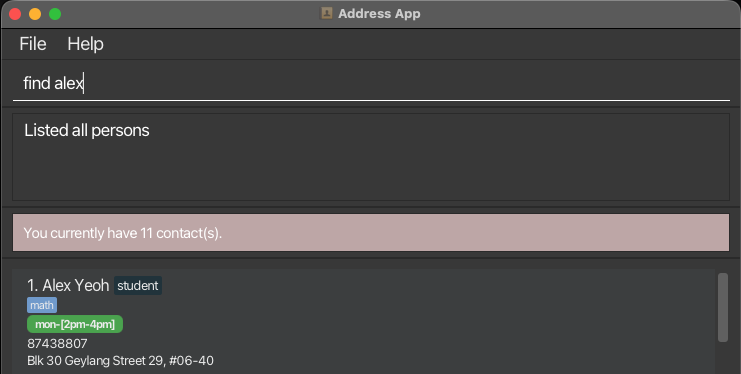 Address App
File Help
find alex
Listed all persons
You currently have 11 contact(s).
1. Alex Yeoh student
math
mon-[2pm-4pm]
87438807
Blk 30 Geylang Street 29, #06-40